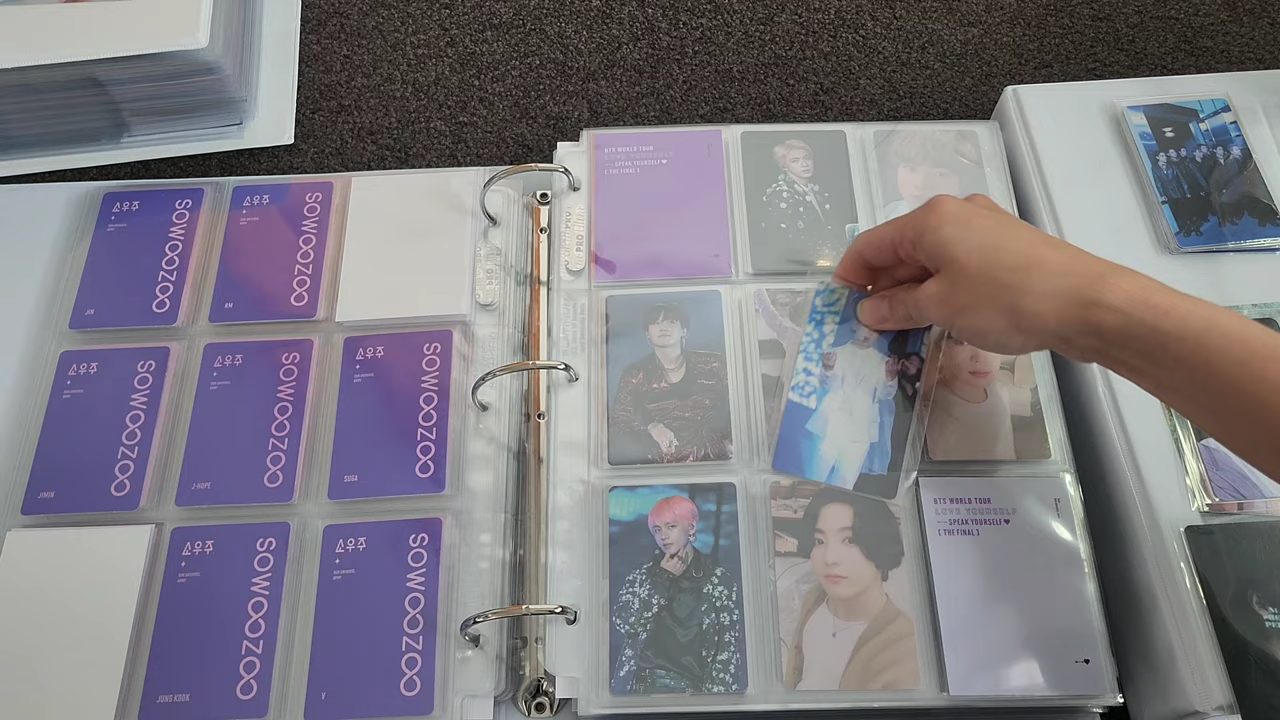 소우주
SOWOOZOO
JIN
소우주
SOWOOZOO
RM
소우주
SOWOOZOO
JIMIN
소우주
SOWOOZOO
J-HOPE
소우주
SOWOOZOO
SUGA
소우주
SOWOOZOO
JUNG KOOK
소우주
SOWOOZOO
V
BTS WORLD TOUR
LOVE YOURSELF
SPEAK YOURSELF
[ THE FINAL ]
BTS WORLD TOUR
LOVE YOURSELF
SPEAK YOURSELF
[ THE FINAL ]